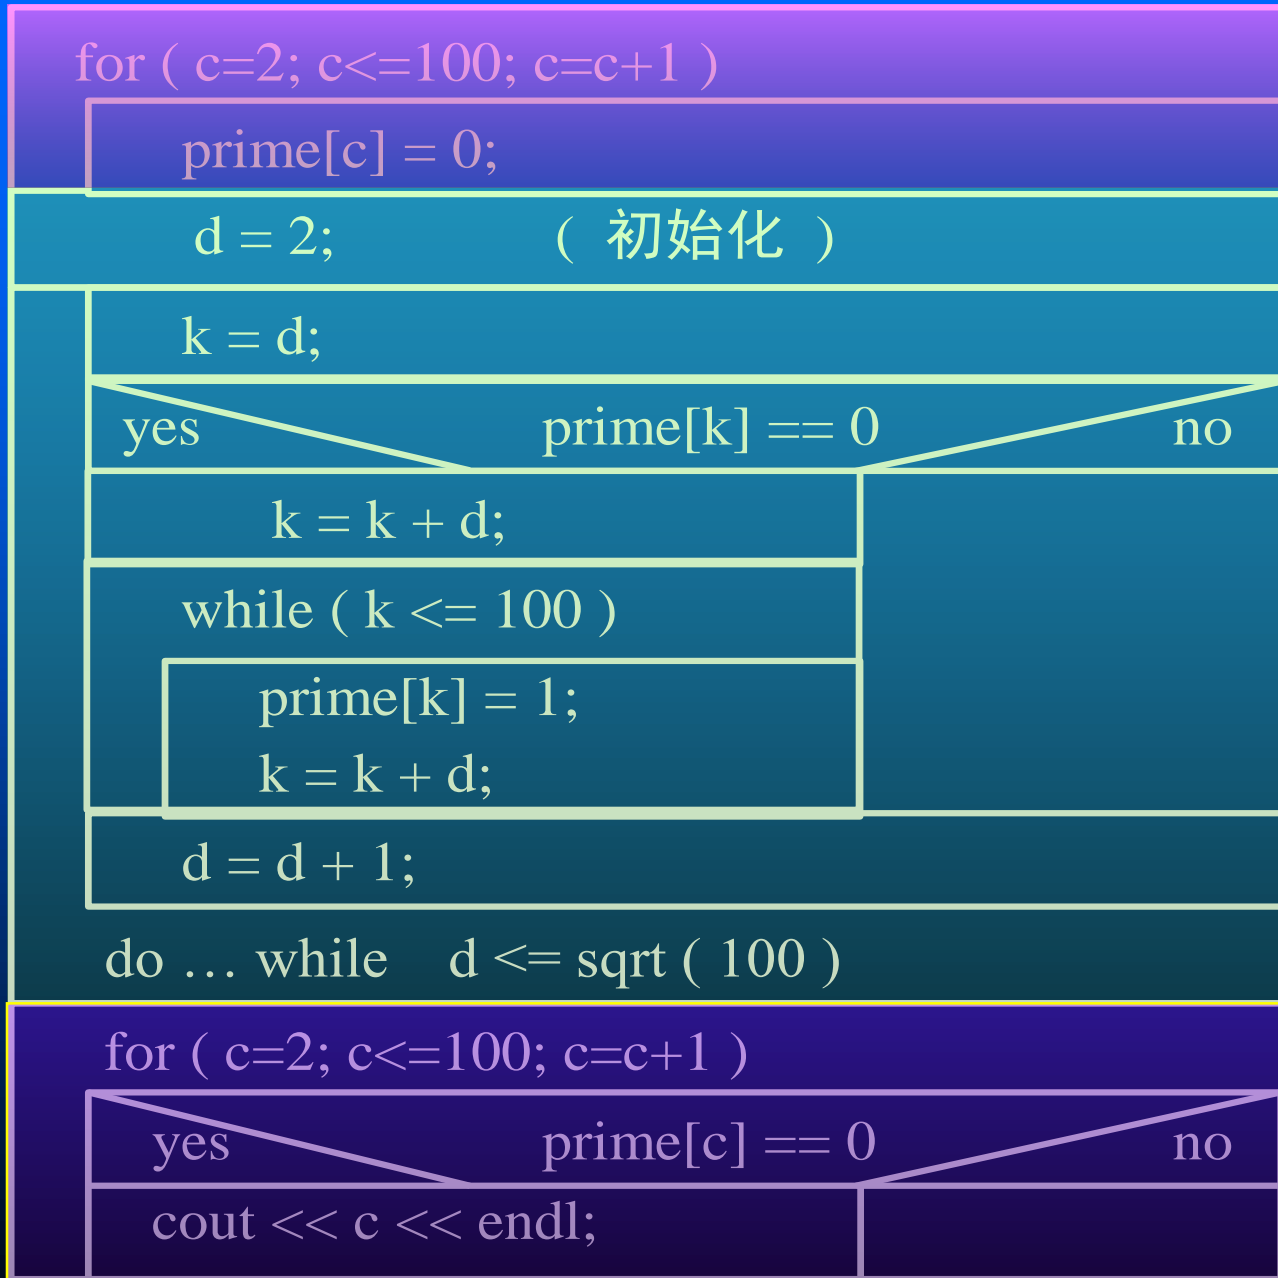 for ( c=2; c<=100; c=c+1 )
prime[c] = 0;
d = 2; ( 初始化 )
k = d;
yes prime[k] == 0 no
k = k + d;
while ( k <= 100 )
prime[k] = 1;
k = k + d;
d = d + 1;
do … while d <= sqrt ( 100 )
for ( c=2; c<=100; c=c+1 )
yes prime[c] == 0 no
cout << c << endl;